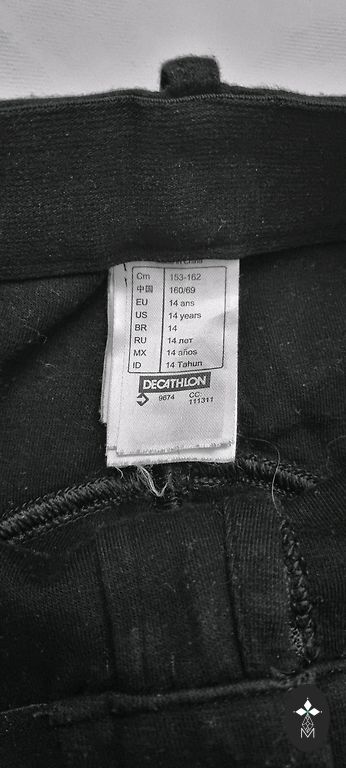 Cm 153-162
中国 160/69
EU 14 ans
US 14 years
BR 14
RU 14 лет
MX 14 años
ID 14 Tahun
DECATHLON
9674 CC
111311
M